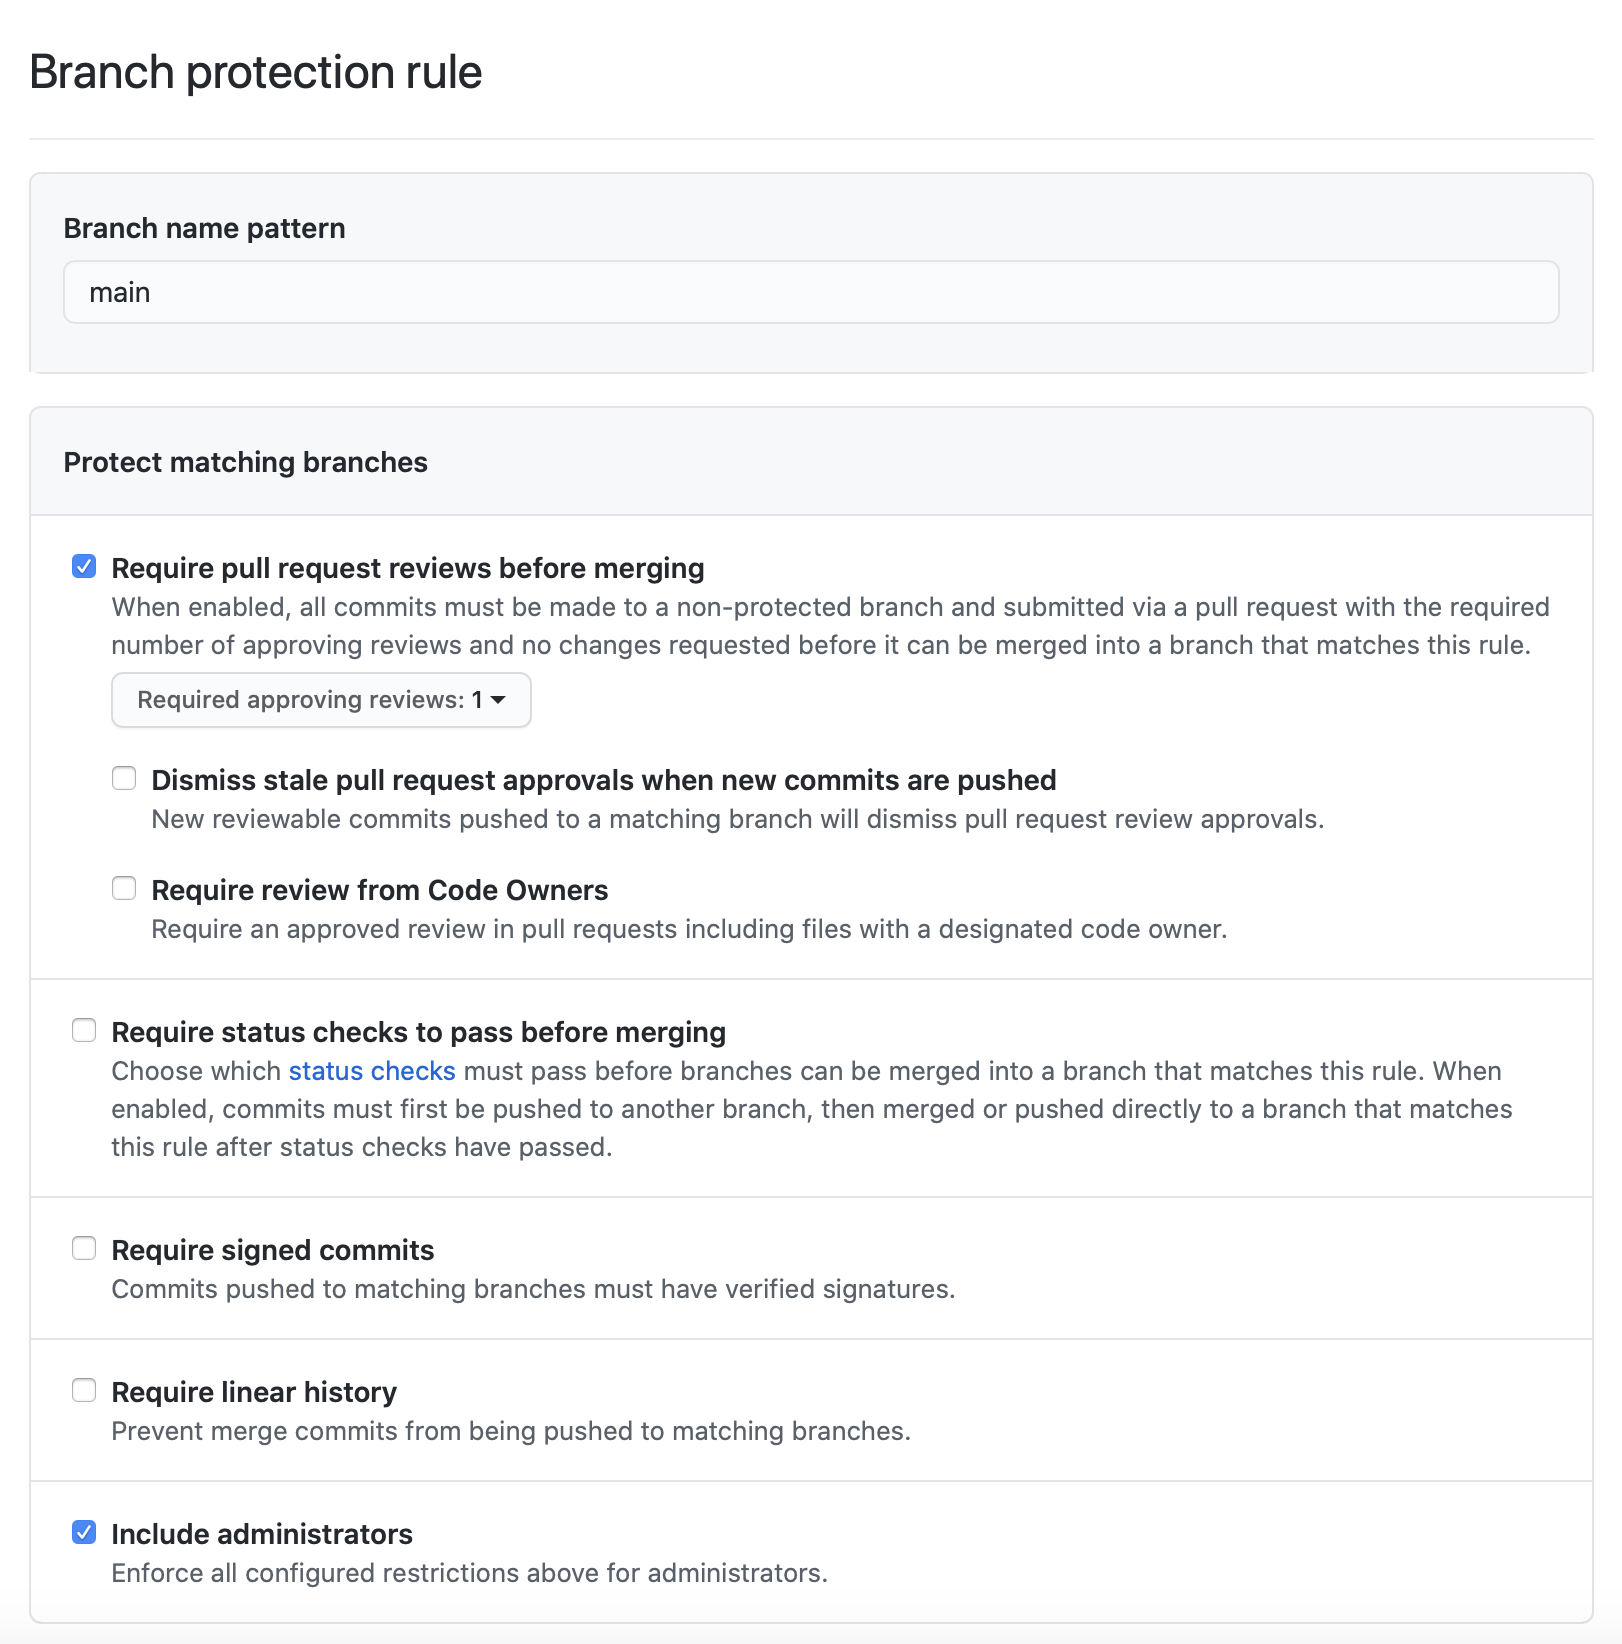 Branch protection rule
Branch name pattern
main
Protect matching branches
Require pull request reviews before merging
When enabled, all commits must be made to a non-protected branch and submitted via a pull request with the required
number of approving reviews and no changes requested before it can be merged into a branch that matches this rule.
Required approving reviews: 1
Dismiss stale pull request approvals when new commits are pushed
New reviewable commits pushed to a matching branch will dismiss pull request review approvals.
Require review from Code Owners
Require an approved review in pull requests including files with a designated code owner.
Require status checks to pass before merging
Choose which status checks must pass before branches can be merged into a branch that matches this rule. When
enabled, commits must first be pushed to another branch, then merged or pushed directly to a branch that matches
this rule after status checks have passed.
Require signed commits
Commits pushed to matching branches must have verified signatures.
Require linear history
Prevent merge commits from being pushed to matching branches.
Include administrators
Enforce all configured restrictions above for administrators.